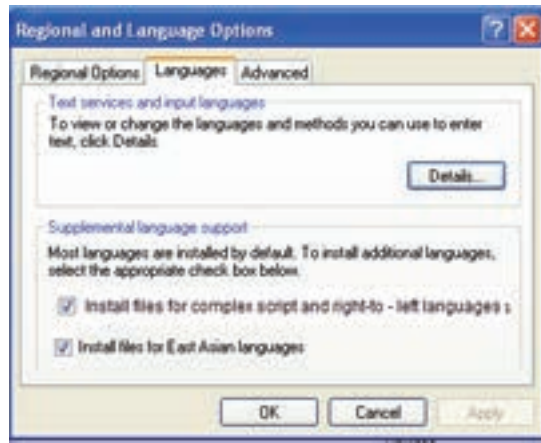 Regional and Language Options
Regional Options Languages Advanced
Text services and input languages
To view or change the languages and methods you can use to enter
text, click Details
Details...
Supplemental language support
Most languages are installed by default. To install additional languages,
select the appropriate check box below.
Install files for complex script and right-to - left languages
Install files for East Asian languages
OK Cancel Apply